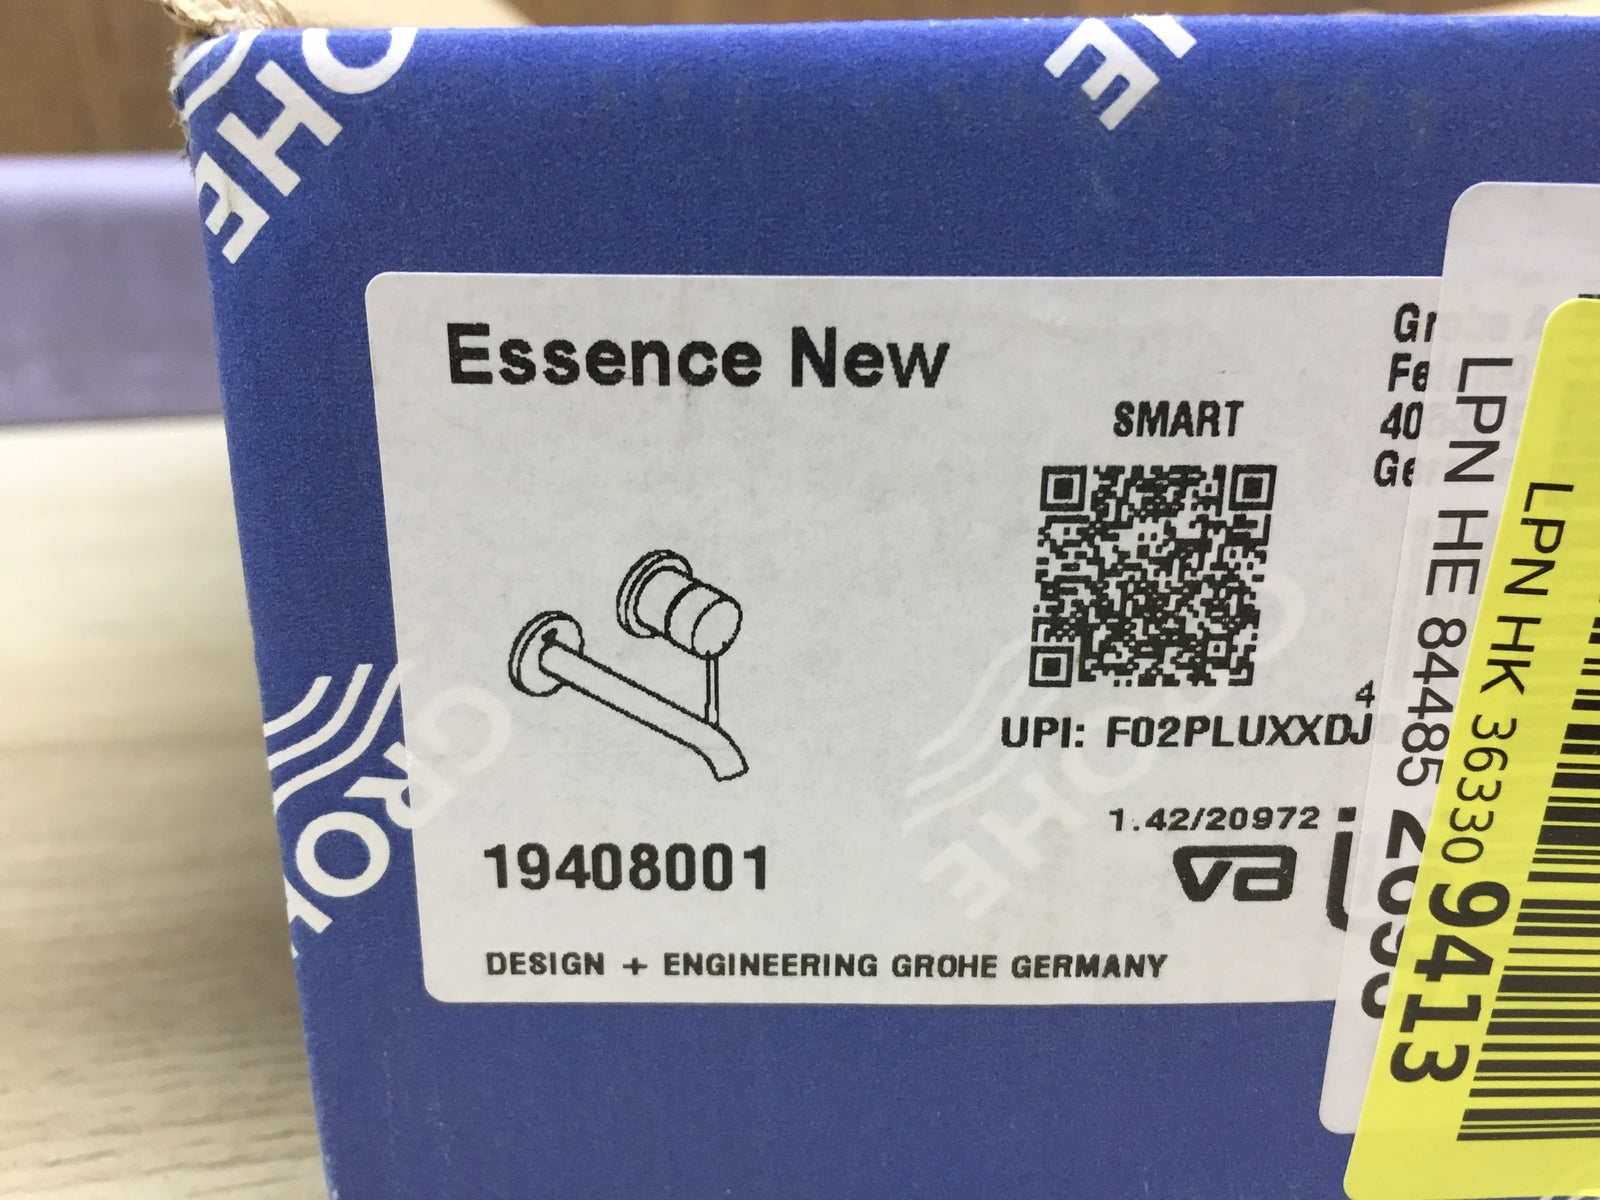 Essence New
SMART
UPI: F02PLUXXDJ
4
1.42/20972
va
19408001
DESIGN + ENGINEERING GROHE GERMANY
GROHE
LPN HE 84485
LPN HK 36330 9413